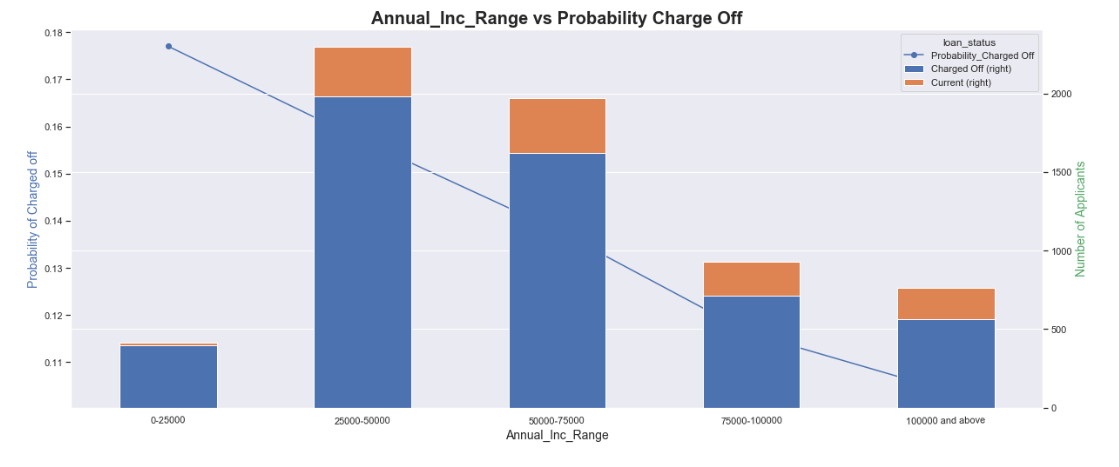 Annual_Inc_Range vs Probability Charge Off
loan_status
Probability_Charged Off
Charged Off (right)
Current (right)
Probability of Charged off
0.18
0.17
0.16
0.15
0.14
0.13
0.12
0.11
2000
1500
1000
500
0
Number of Applicants
0-25000
25000-50000
50000-75000
75000-100000
100000 and above
Annual_Inc_Range